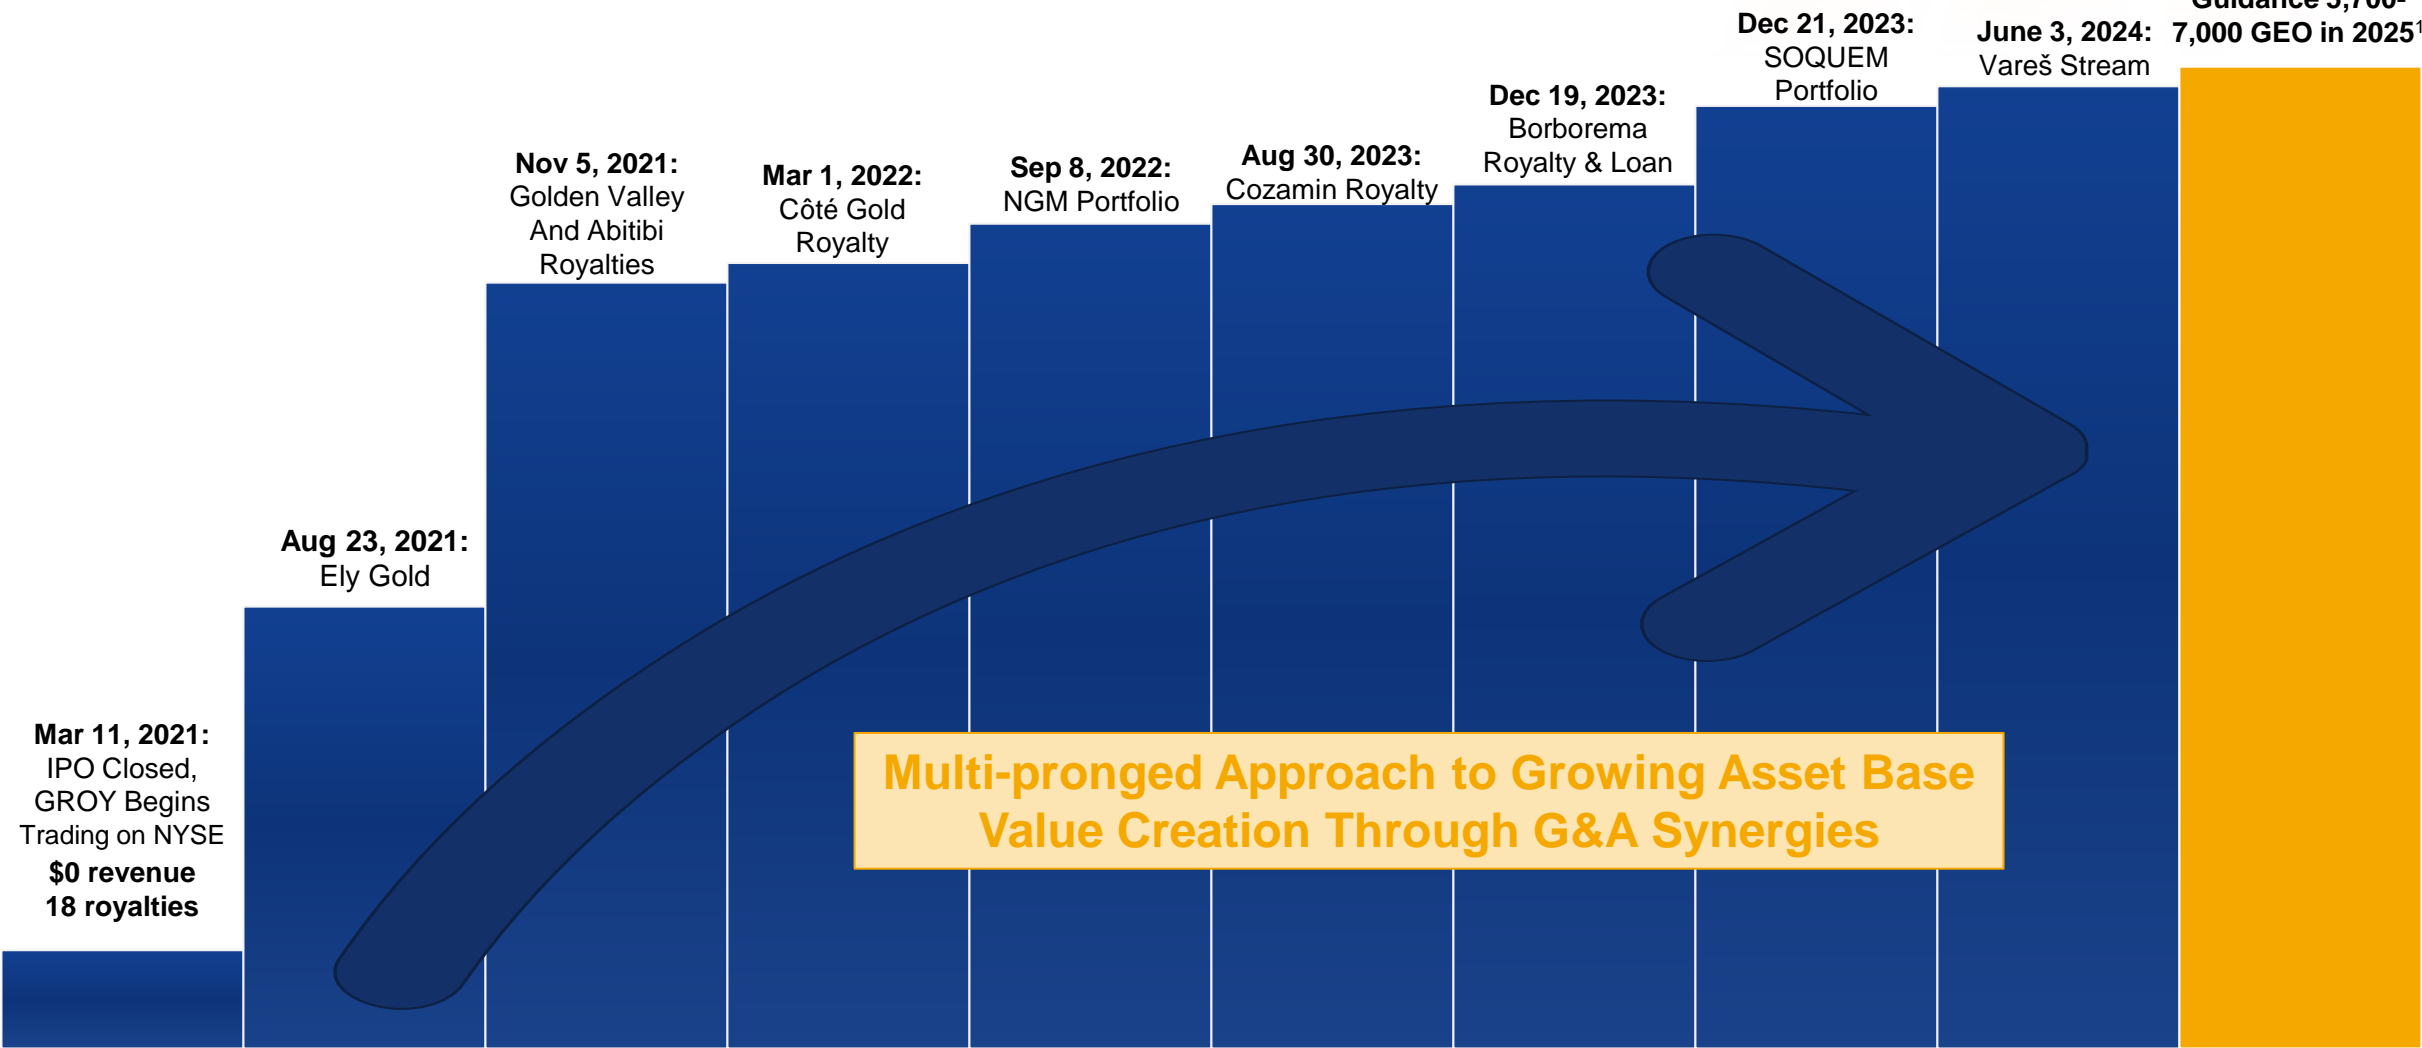 Mar 11, 2021:
IPO Closed,
GROY Begins
Trading on NYSE
$0 revenue
18 royalties
Aug 23, 2021:
Ely Gold
Nov 5, 2021:
Golden Valley
And Abitibi
Royalties
Mar 1, 2022:
Côté Gold
Royalty
Sep 8, 2022:
NGM Portfolio
Aug 30, 2023:
Cozamin Royalty
Dec 19, 2023:
Borborema
Royalty & Loan
Dec 21, 2023:
SOQUEM
Portfolio
June 3, 2024:
Vareš Stream
Guidance 5,700-
7,000 GEO in 2025¹
Multi-pronged Approach to Growing Asset Base
Value Creation Through G&A Synergies